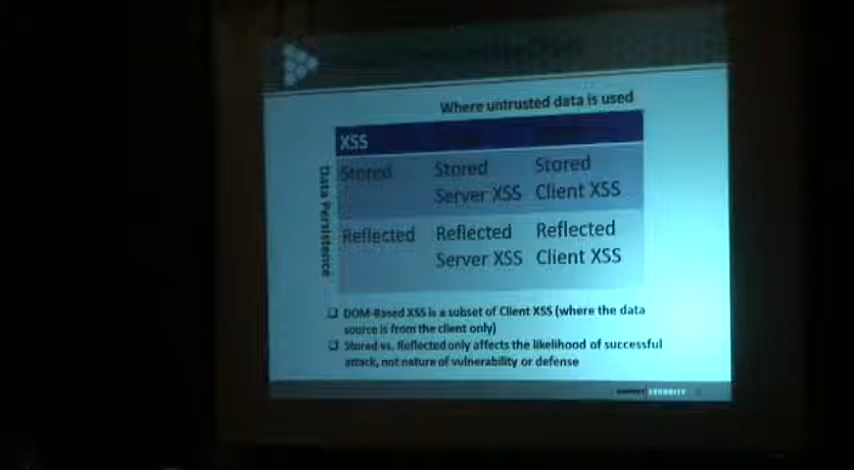 Where untrusted data is used
XSS
Data Persistence
Stored Stored Stored
Server XSS Client XSS
Reflected Reflected Reflected
Server XSS Client XSS
❑ DOM-Based XSS is a subset of Client XSS (where the data
source is from the client only)
❑ Stored vs. Reflected only affects the likelihood of successful
attack, not nature of vulnerability or defense
SECURITY